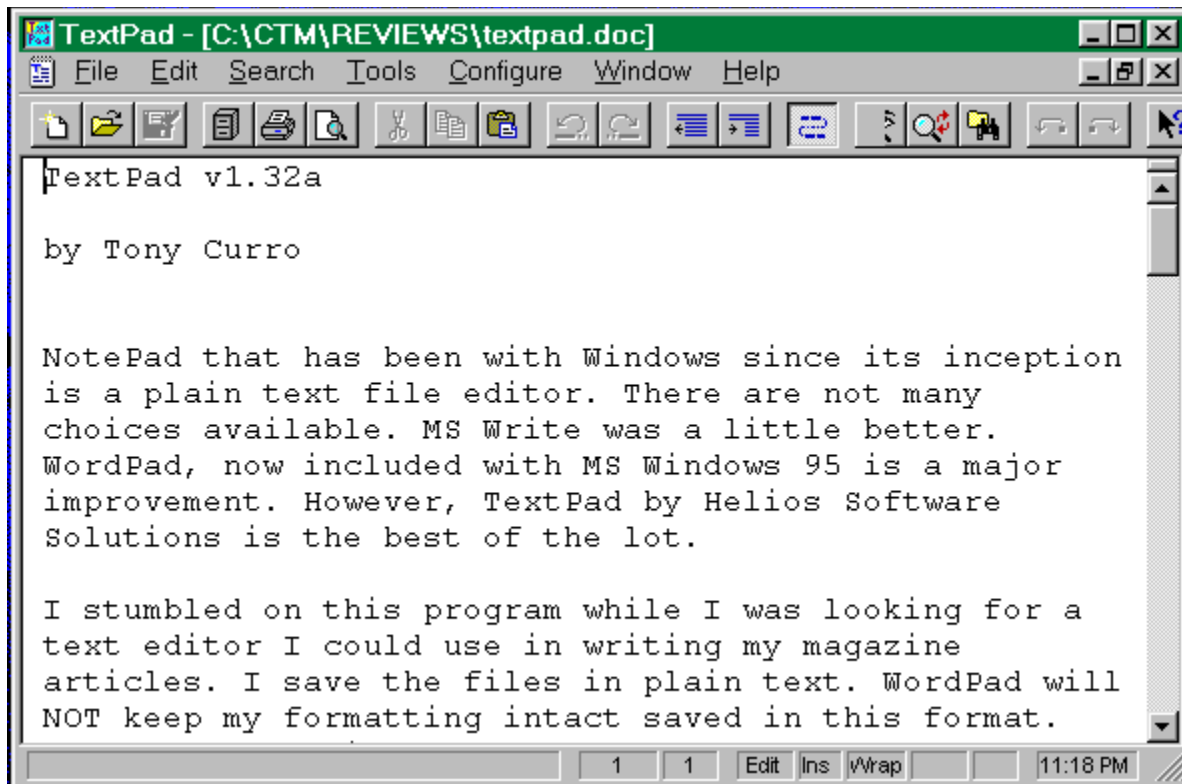 TextPad - [C:\CTM\REVIEWS\textpad.doc]
File Edit Search Tools Configure Window Help
TextPad v1.32a
by Tony Curro
NotePad that has been with Windows since its inception
is a plain text file editor. There are not many
choices available. MS Write was a little better.
WordPad, now included with MS Windows 95 is a major
improvement. However, TextPad by Helios Software
Solutions is the best of the lot.
I stumbled on this program while I was looking for a
text editor I could use in writing my magazine
articles. I save the files in plain text. WordPad will
NOT keep my formatting intact saved in this format.
1 1 Edit Ins Wrap 11:18 PM